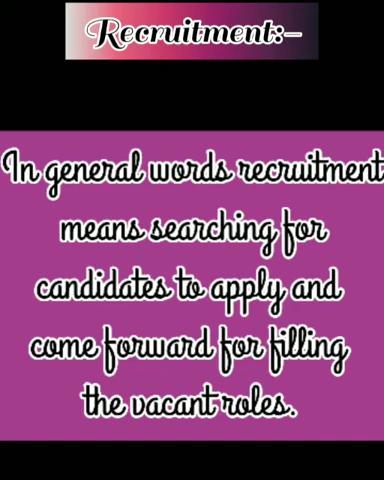 Recruitment:–
In general words recruitment
means searching for
candidates to apply and
come forward for filling
the vacant roles.